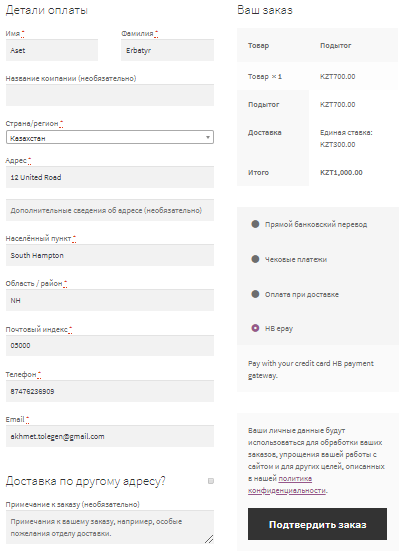 Детали оплаты
Имя *
Фамилия *
Aset
Erbatyr
Название компании (необязательно)
Страна/регион *
Казахстан
Адрес *
12 United Road
Дополнительные сведения об адресе (необязательно)
Населённый пункт *
South Hampton
Область / район *
NH
Почтовый индекс *
05000
Телефон *
87476236909
Email *
akhmet.tolegen@gmail.com
Доставка по другому адресу?
Примечание к заказу (необязательно)
Примечания к вашему заказу, например, особые
пожелания отделу доставки.
Ваш заказ
Товар Подытог
Товар × 1 KZT700.00
Подытог KZT700.00
Доставка Единая ставка:
KZT300.00
Итого KZT1,000.00
Прямой банковский перевод
Чековые платежи
Оплата при доставке
HB epay
Pay with your credit card HB payment
gateway.
Ваши личные данные будут
использоваться для обработки ваших
заказов, упрощения вашей работы с
сайтом и для других целей, описанных
в нашей политика
конфиденциальности.
Подтвердить заказ